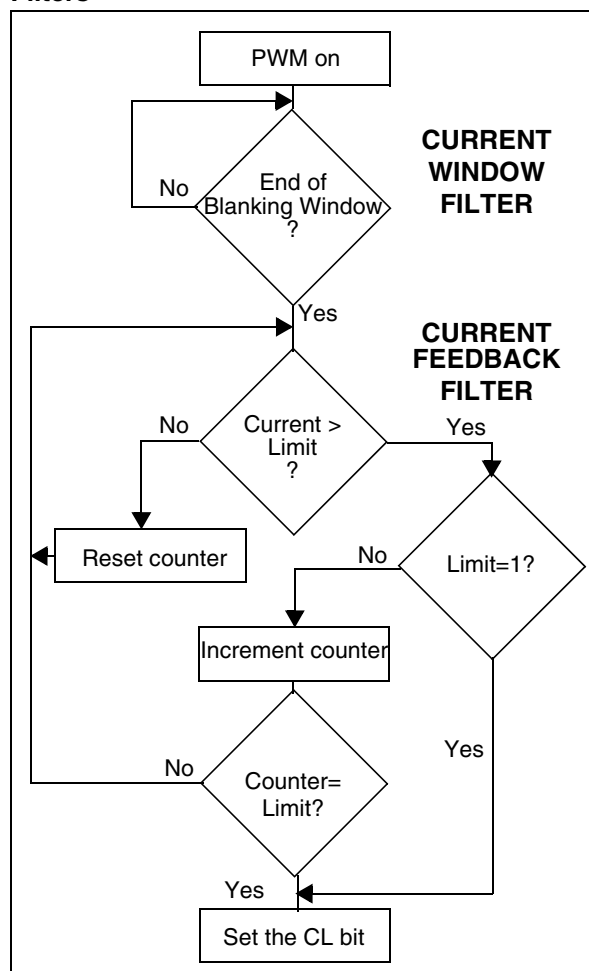 PWM on
CURRENT
WINDOW
FILTER
No
End of
Blanking Window
?
Yes
CURRENT
FEEDBACK
FILTER
No
Current >
Limit
?
Yes
Reset counter
No
Limit=1?
Increment counter
Yes
No
Counter=
Limit?
Yes
Set the CL bit